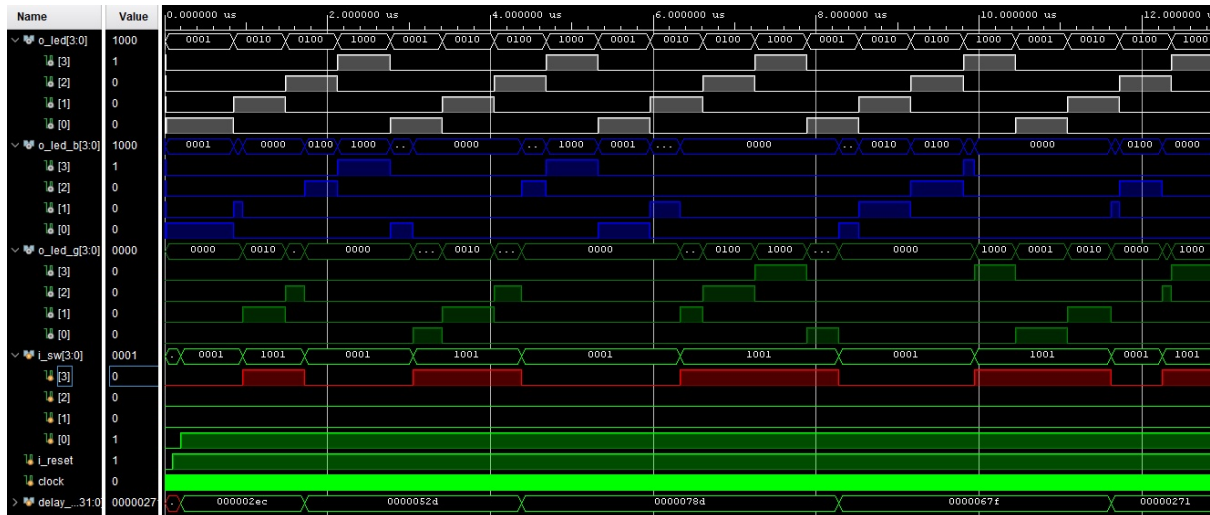 Name Value 0.000000 us 2.000000 us 4.000000 us 6.000000 us 8.000000 us 10.000000 us 12.000000
o_led[3:0] 1000 0001 0010 0100 1000 0001 0010 0100 1000 0001 0010 0100 1000 0001 0010 0100 1000 0001 0010 0100 1000
[3] 1
[2] 0
[1] 0
[0] 0
o_led_b[3:0] 1000 0001 0000 0100 1000 .. 0000 .. 1000 0001 ... 0000 .. 0010 0100 0000 0100 0000
[3] 1
[2] 0
[1] 0
[0] 0
o_led_g[3:0] 0000 0000 0010 . 0000 ... 0010 ... 0000 .. 0100 1000 ... 0000 1000 0001 0010 0000 1000
[3] 0
[2] 0
[1] 0
[0] 0
i_sw[3:0] 0001 . 0001 1001 0001 1001 0001 1001 0001 1001 0001 1001
[3] 0
[2] 0
[1] 0
[0] 1
i_reset 1
clock 0
delay_...31:0] 0000027 . 000002ec 0000052d 0000078d 0000067f 00000271